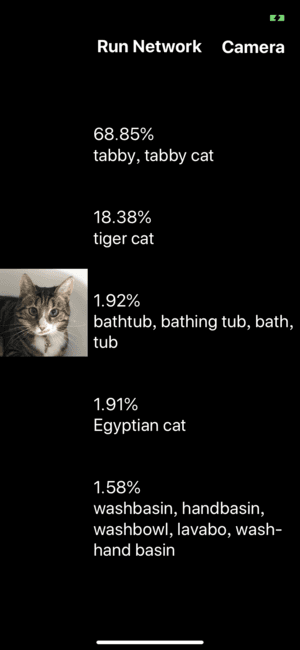 Run Network Camera
68.85%
tabby, tabby cat
18.38%
tiger cat
1.92%
bathtub, bathing tub, bath,
tub
1.91%
Egyptian cat
1.58%
washbasin, handbasin,
washbowl, lavabo, wash-
hand basin